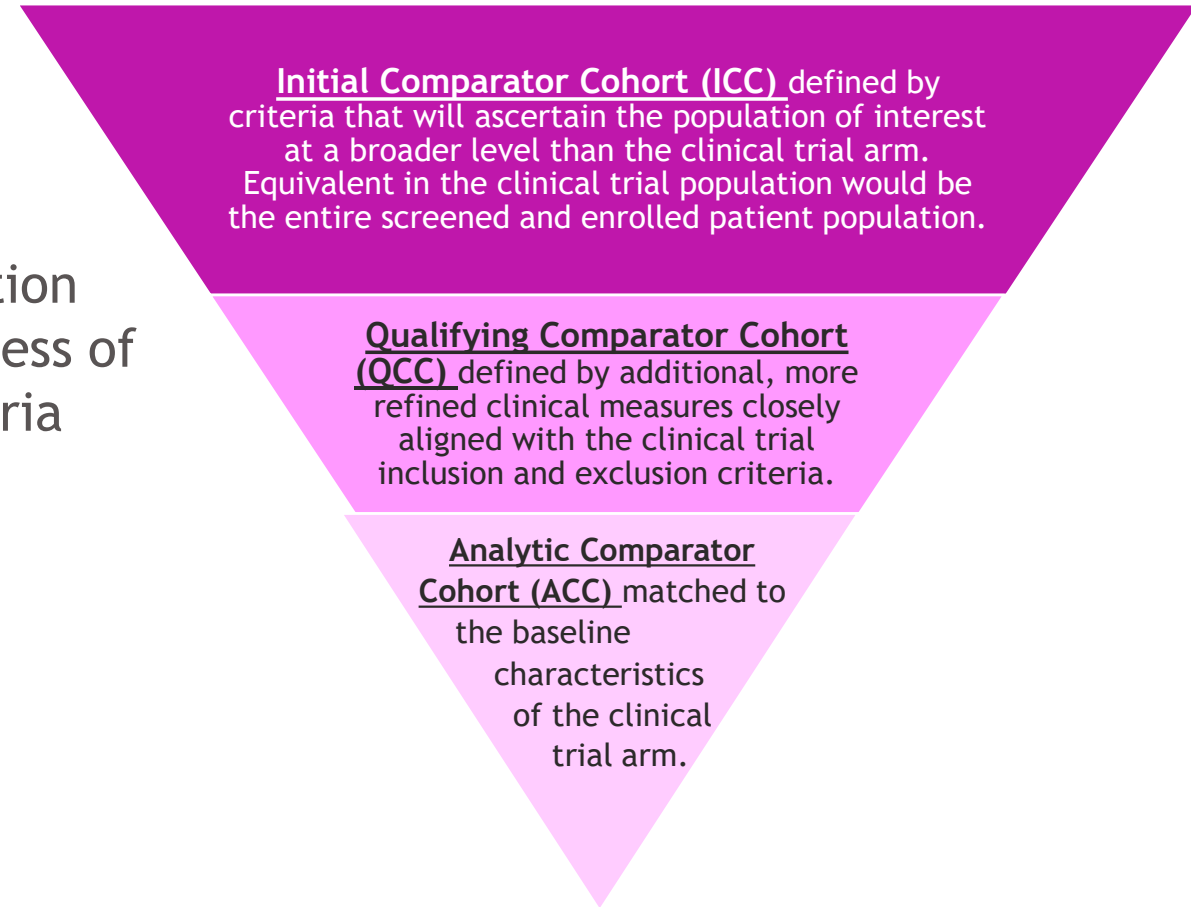 Initial Comparator Cohort (ICC) defined by
criteria that will ascertain the population of interest
at a broader level than the clinical trial arm.
Equivalent in the clinical trial population would be
the entire screened and enrolled patient population.
tion
ess of
ria
Qualifying Comparator Cohort
(QCC) defined by additional, more
refined clinical measures closely
aligned with the clinical trial
inclusion and exclusion criteria.
Analytic Comparator
Cohort (ACC) matched to
the baseline
characteristics
of the clinical
trial arm.